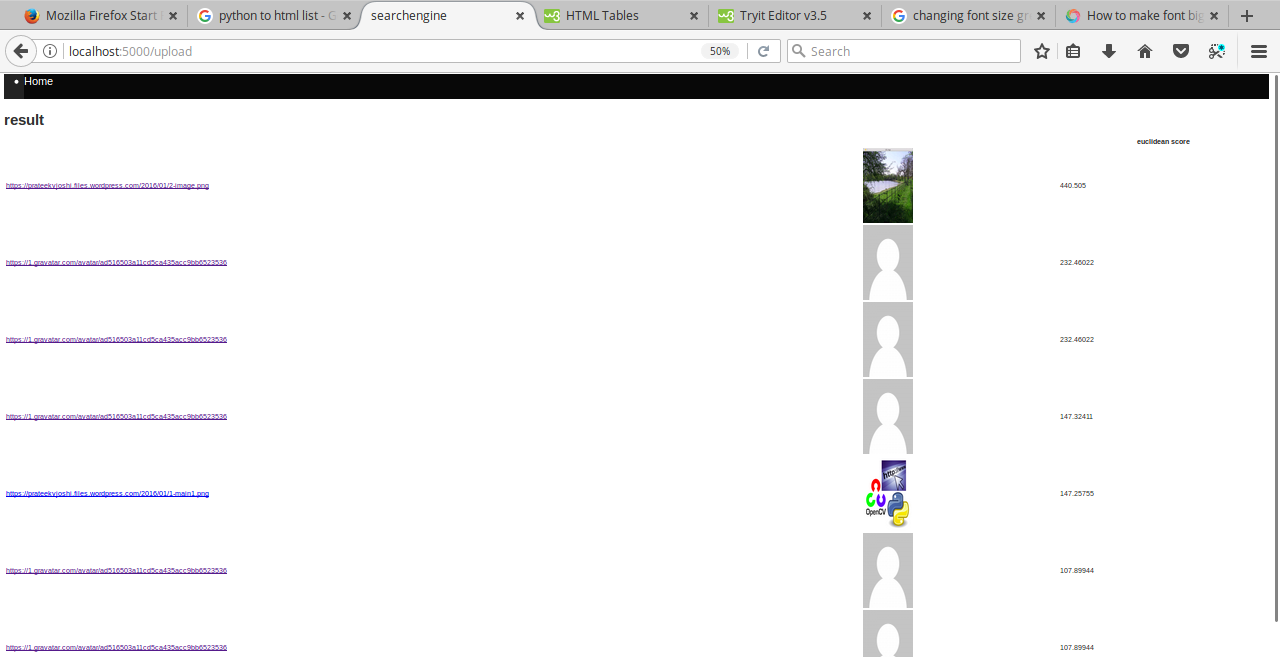 Mozilla Firefox Start
python to html list - G
searchengine
HTML Tables
Tryit Editor v3.5
changing font size gr
How to make font big
localhost:5000/upload
50%
Search
Home
result
euclidean score
https://prateekvjoshi.files.wordpress.com/2016/01/2-image.png
440.505
https://1.gravatar.com/avatar/ad516503a11cd5ca435acc9bb6523536
232.46022
https://1.gravatar.com/avatar/ad516503a11cd5ca435acc9bb6523536
232.46022
https://1.gravatar.com/avatar/ad516503a11cd5ca435acc9bb6523536
147.32411
https://prateekvjoshi.files.wordpress.com/2016/01/1-main1.png
http://
OpenCV
147.25755
https://1.gravatar.com/avatar/ad516503a11cd5ca435acc9bb6523536
107.89944
https://1.gravatar.com/avatar/ad516503a11cd5ca435acc9bb6523536
107.89944